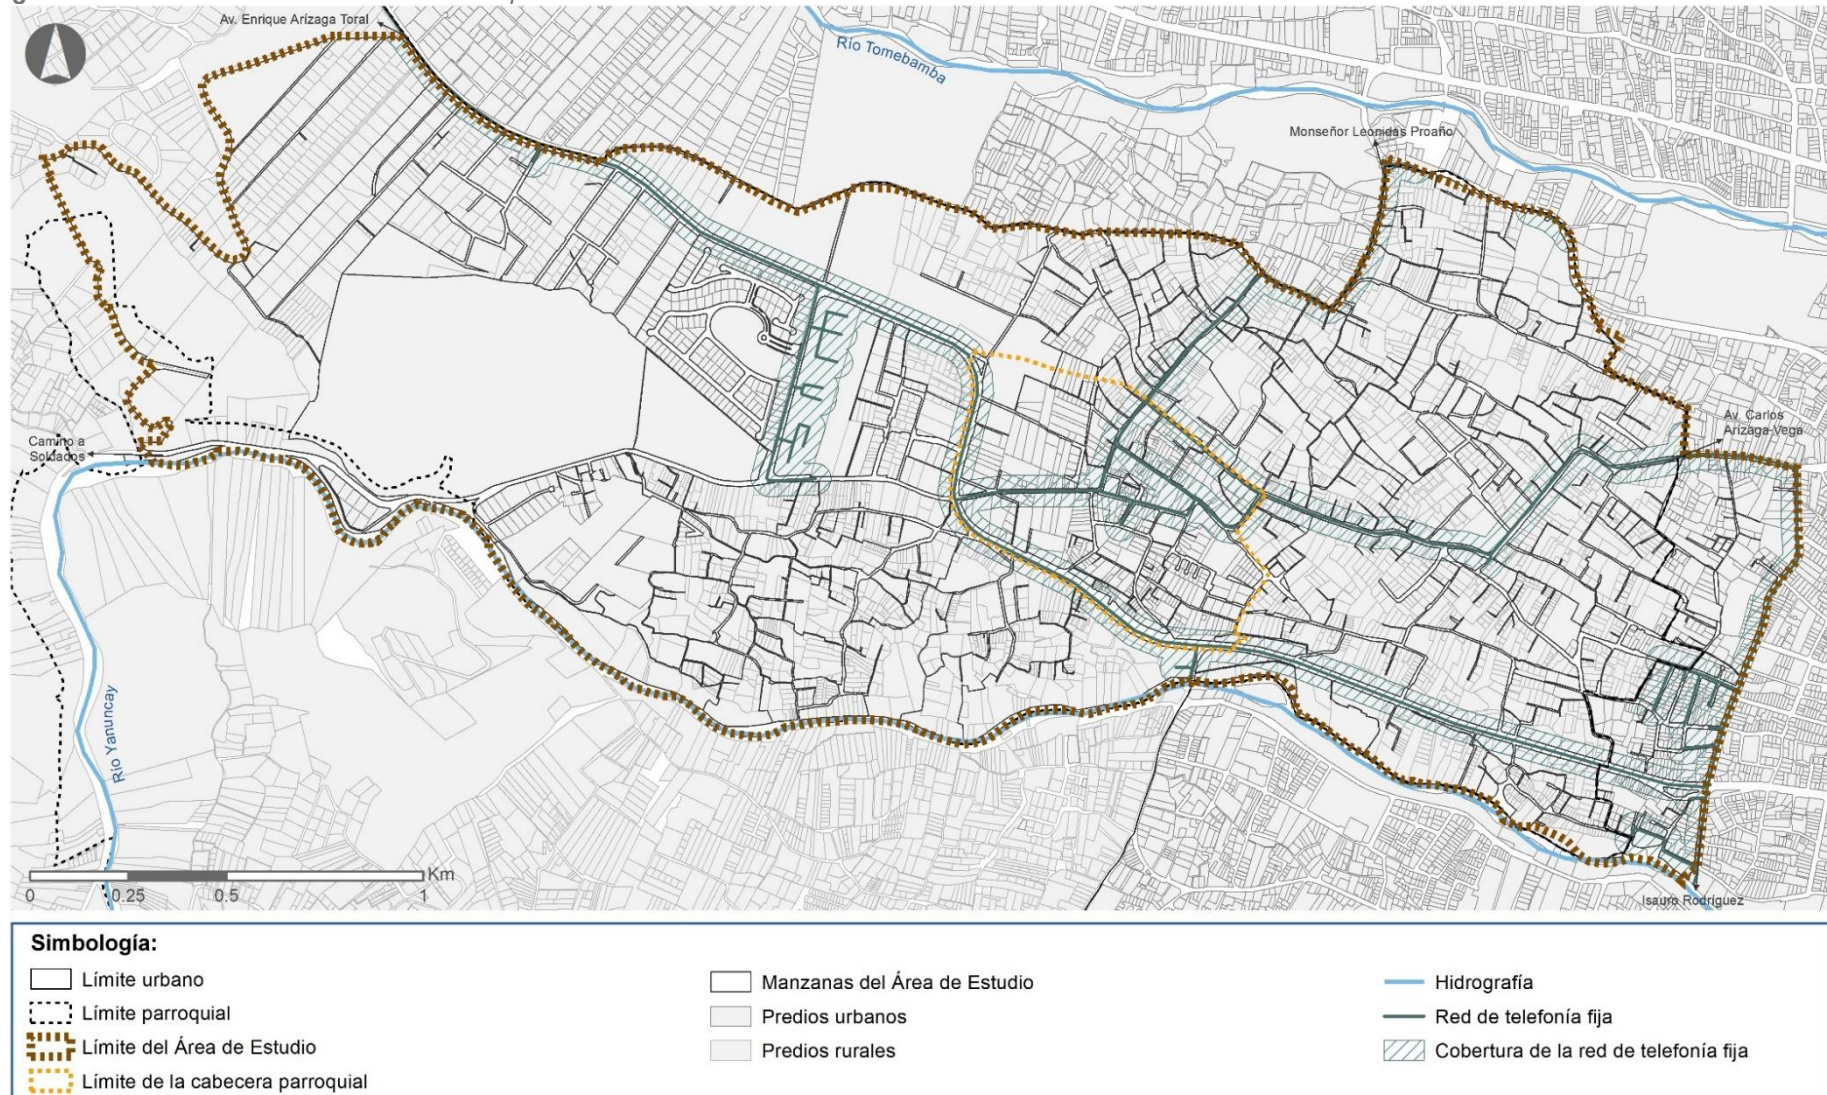 Av. Enrique Arízaga Toral
Río Tomebamba
Monseñor Leonidas Proaño
Av. Carlos
Arízaga Vega
Camino a
Soldados
Río Yanuncay
Km
0 0.25 0.5 1
Isauro Rodríguez
Simbología:
Límite urbano
Límite parroquial
Límite del Área de Estudio
Límite de la cabecera parroquial
Manzanas del Área de Estudio
Predios urbanos
Predios rurales
Hidrografía
Red de telefonía fija
Cobertura de la red de telefonía fija